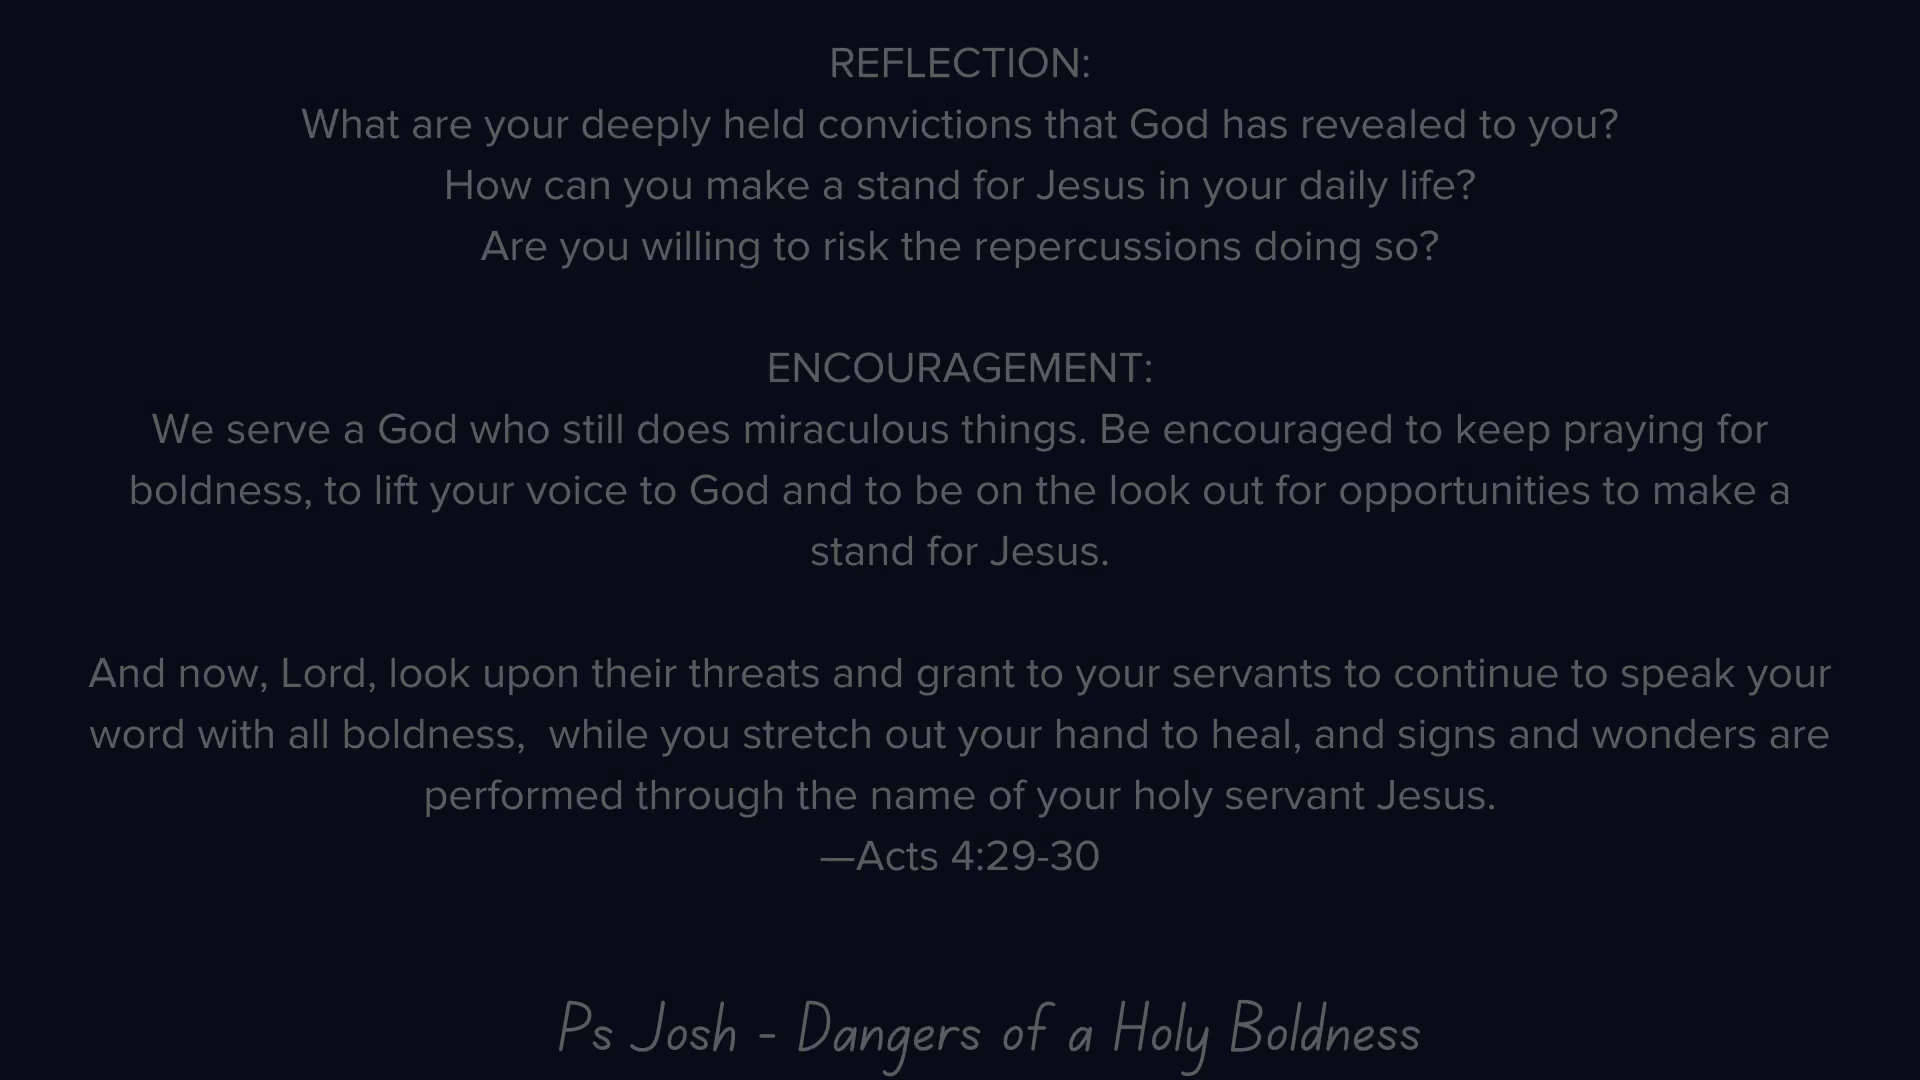 REFLECTION:
What are your deeply held convictions that God has revealed to you?
How can you make a stand for Jesus in your daily life?
Are you willing to risk the repercussions doing so?
ENCOURAGEMENT:
We serve a God who still does miraculous things. Be encouraged to keep praying for
boldness, to lift your voice to God and to be on the look out for opportunities to make a
stand for Jesus.
And now, Lord, look upon their threats and grant to your servants to continue to speak your
word with all boldness,  while you stretch out your hand to heal, and signs and wonders are
performed through the name of your holy servant Jesus.
—Acts 4:29-30
Ps Josh - Dangers of a Holy Boldness